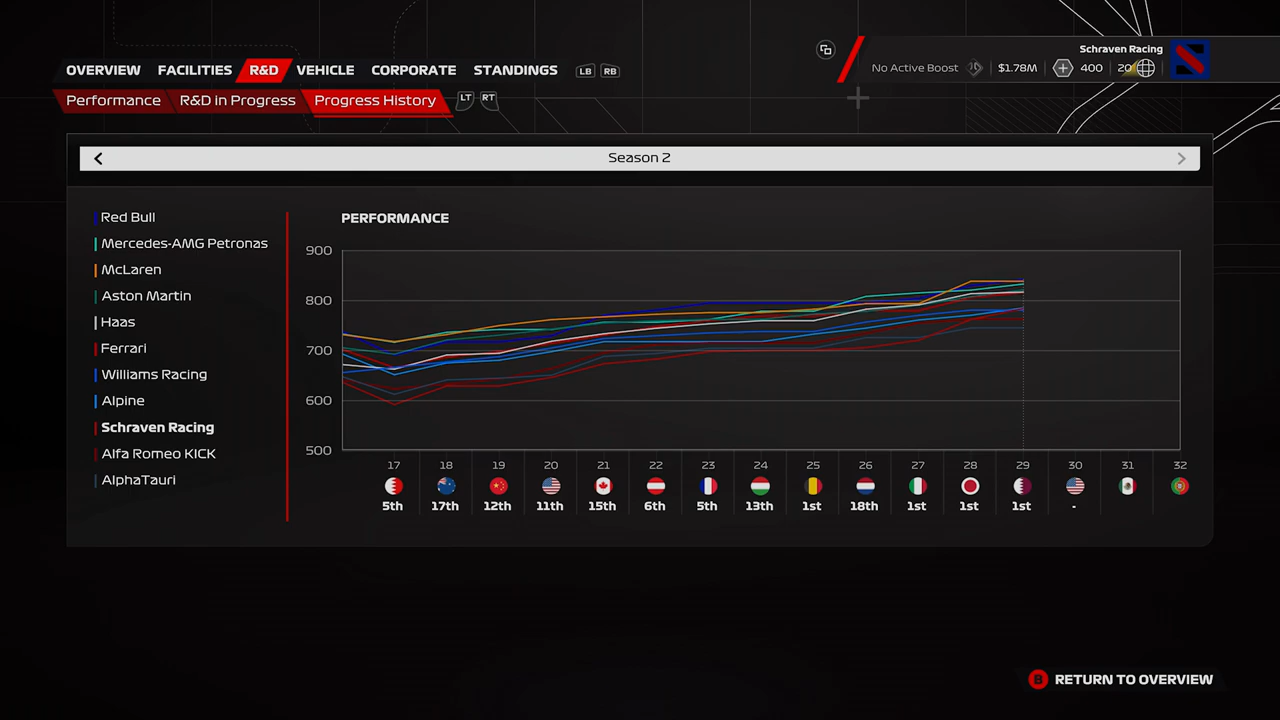 Schraven Racing
OVERVIEW FACILITIES R&D VEHICLE CORPORATE STANDINGS LB RB
No Active Boost $1.78M 400 20
Performance R&D in Progress Progress History LT RT
Season 2
Red Bull
Mercedes-AMG Petronas
McLaren
Aston Martin
Haas
Ferrari
Williams Racing
Alpine
Schraven Racing
Alfa Romeo KICK
AlphaTauri
PERFORMANCE
900
800
700
600
500
17 18 19 20 21 22 23 24 25 26 27 28 29 30 31 32
5th 17th 12th 11th 15th 6th 5th 13th 1st 18th 1st 1st 1st -
B RETURN TO OVERVIEW